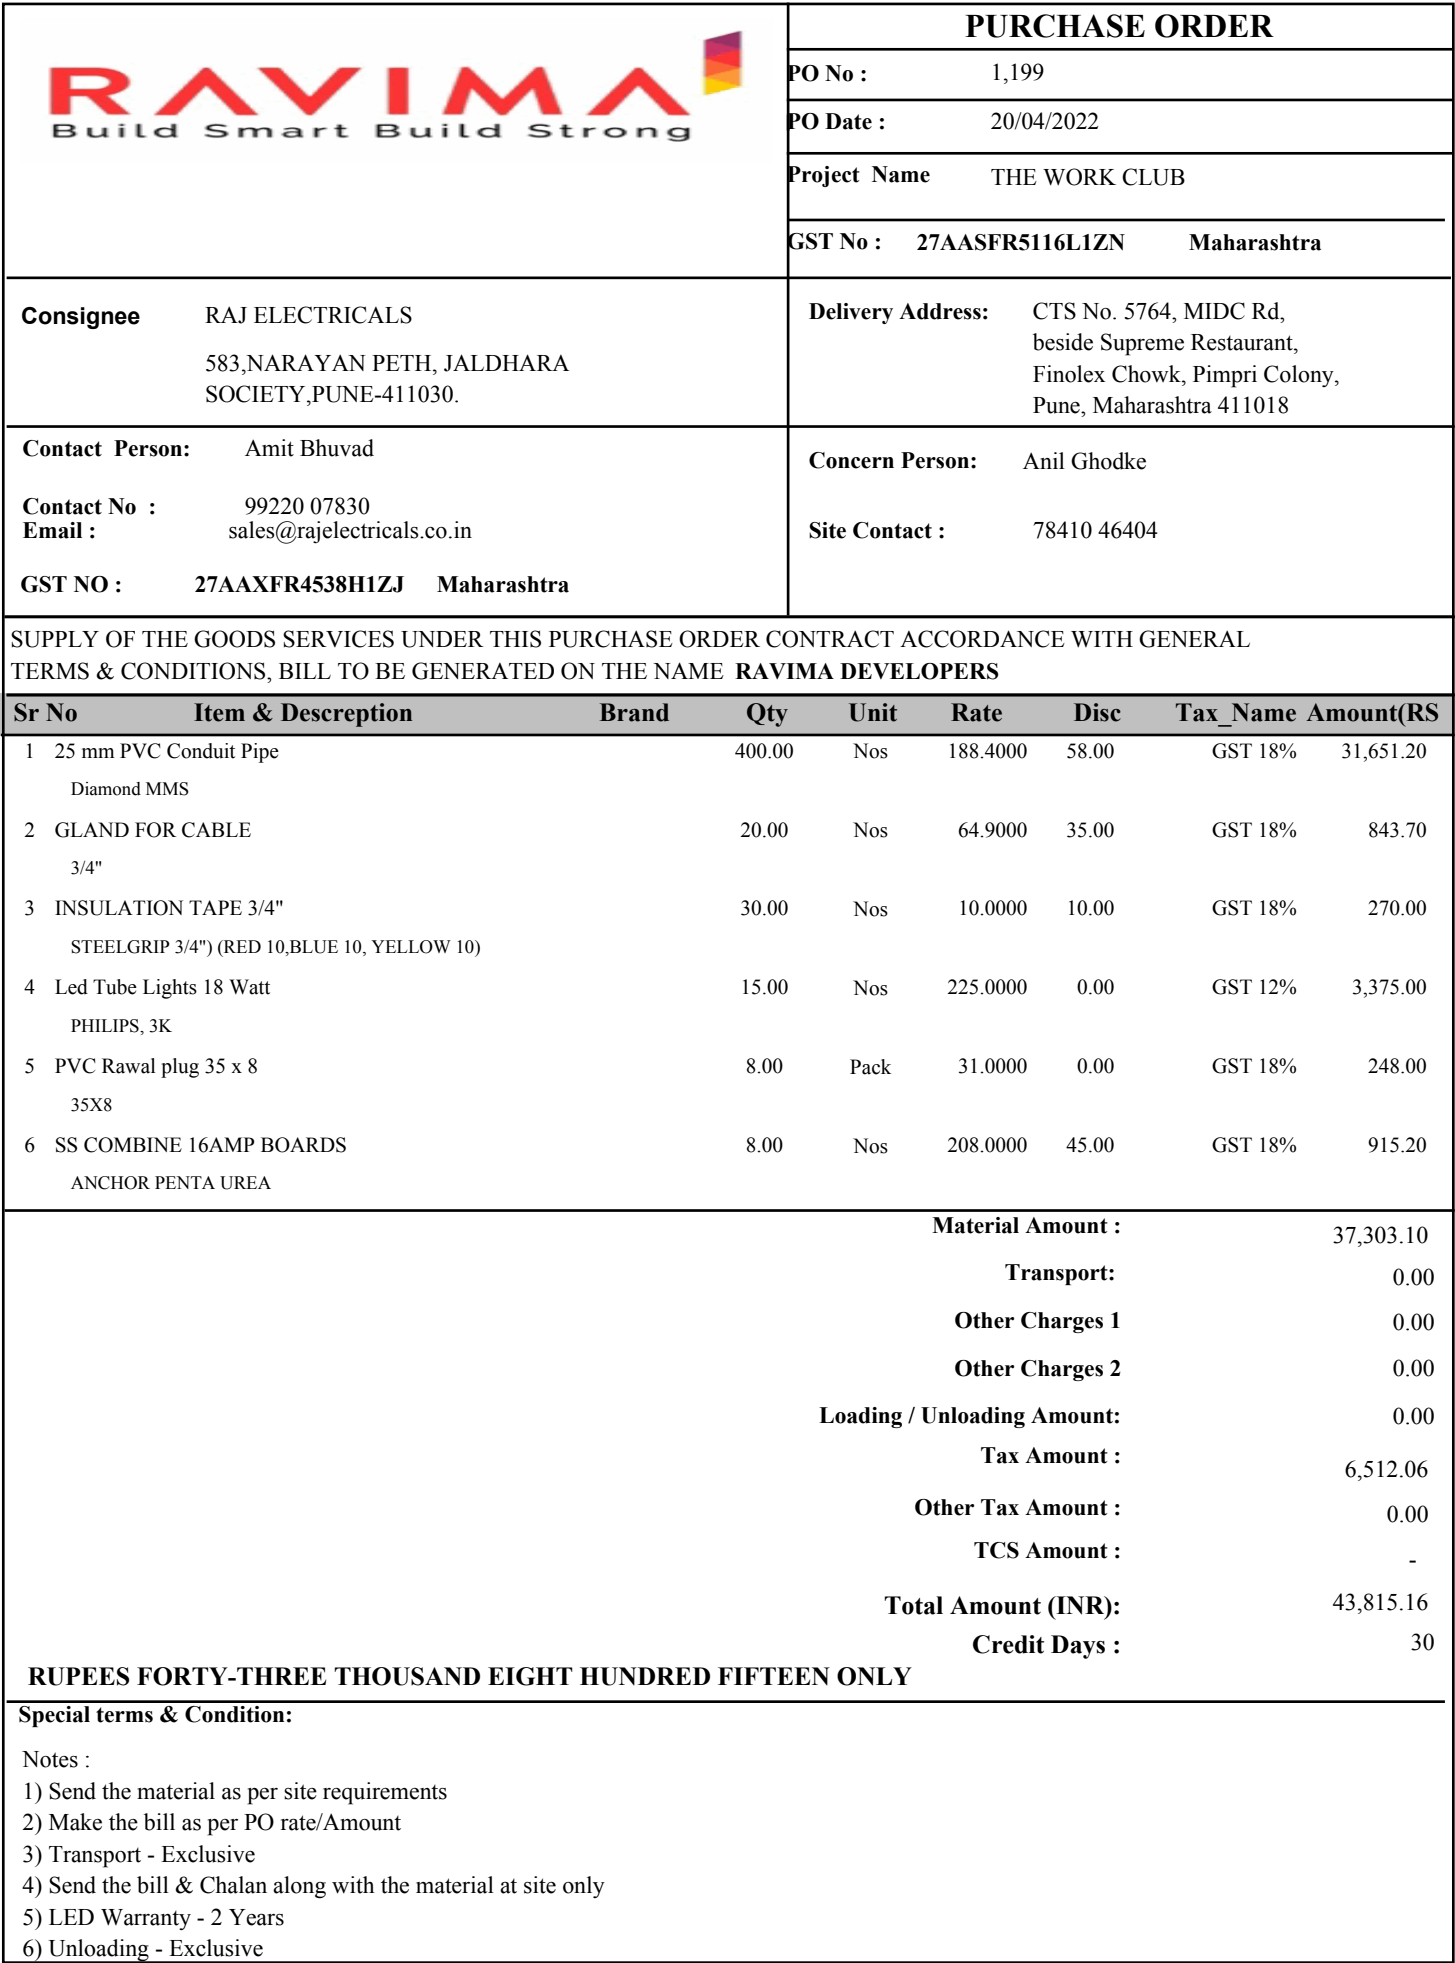 RAVIMA
Build Smart Build Strong
PURCHASE ORDER
PO No : 1,199
PO Date : 20/04/2022
Project Name THE WORK CLUB
GST No : 27AASFR5116L1ZN Maharashtra
Consignee RAJ ELECTRICALS
583,NARAYAN PETH, JALDHARA
SOCIETY,PUNE-411030.
Delivery Address: CTS No. 5764, MIDC Rd,
beside Supreme Restaurant,
Finolex Chowk, Pimpri Colony,
Pune, Maharashtra 411018
Contact Person: Amit Bhuvad
Contact No : 99220 07830
Email : sales@rajelectricals.co.in
GST NO : 27AAXFR4538H1ZJ Maharashtra
Concern Person: Anil Ghodke
Site Contact : 78410 46404
SUPPLY OF THE GOODS SERVICES UNDER THIS PURCHASE ORDER CONTRACT ACCORDANCE WITH GENERAL
TERMS & CONDITIONS, BILL TO BE GENERATED ON THE NAME RAVIMA DEVELOPERS
Sr No Item & Descreption Brand Qty Unit Rate Disc Tax_Name Amount(RS
1 25 mm PVC Conduit Pipe 400.00 Nos 188.4000 58.00 GST 18% 31,651.20
Diamond MMS
2 GLAND FOR CABLE 20.00 Nos 64.9000 35.00 GST 18% 843.70
3/4"
3 INSULATION TAPE 3/4" 30.00 Nos 10.0000 10.00 GST 18% 270.00
STEELGRIP 3/4") (RED 10,BLUE 10, YELLOW 10)
4 Led Tube Lights 18 Watt 15.00 Nos 225.0000 0.00 GST 12% 3,375.00
PHILIPS, 3K
5 PVC Rawal plug 35 x 8 8.00 Pack 31.0000 0.00 GST 18% 248.00
35X8
6 SS COMBINE 16AMP BOARDS 8.00 Nos 208.0000 45.00 GST 18% 915.20
ANCHOR PENTA UREA
Material Amount : 37,303.10
Transport: 0.00
Other Charges 1 0.00
Other Charges 2 0.00
Loading / Unloading Amount: 0.00
Tax Amount : 6,512.06
Other Tax Amount : 0.00
TCS Amount : -
Total Amount (INR): 43,815.16
Credit Days : 30
RUPEES FORTY-THREE THOUSAND EIGHT HUNDRED FIFTEEN ONLY
Special terms & Condition:
Notes :
1) Send the material as per site requirements
2) Make the bill as per PO rate/Amount
3) Transport - Exclusive
4) Send the bill & Chalan along with the material at site only
5) LED Warranty - 2 Years
6) Unloading - Exclusive